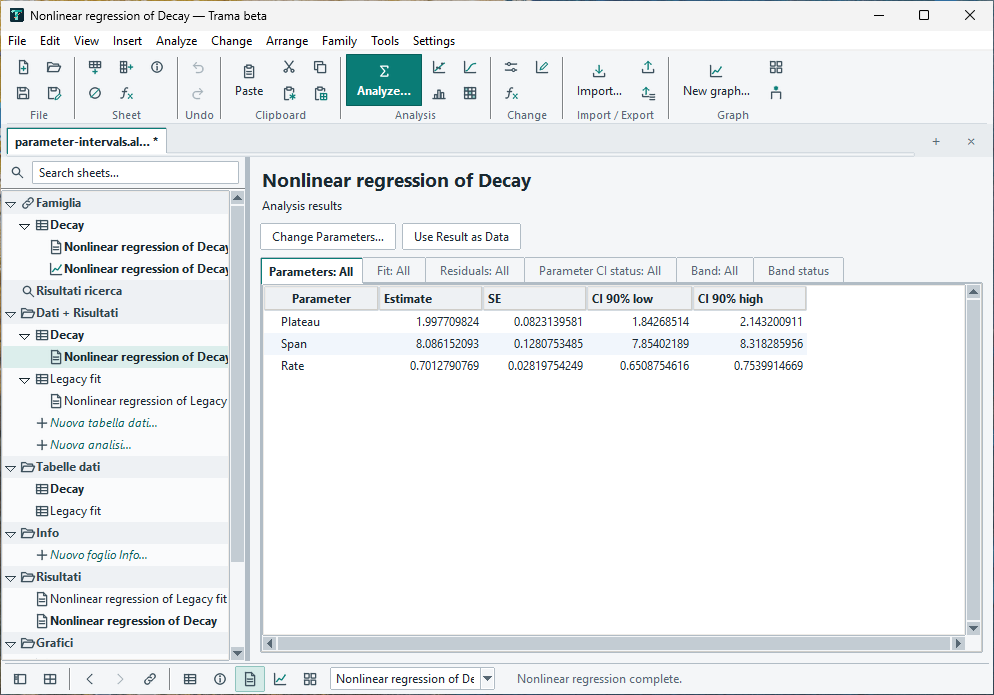 Nonlinear regression of Decay — Trama beta
File Edit View Insert Analyze Change Arrange Family Tools Settings
Paste Analyze... Import... New graph...
File Sheet Undo Clipboard Analysis Change Import / Export Graph
parameter-intervals.al... *
Search sheets...
Famiglia
Decay
Nonlinear regression of Decay
Nonlinear regression of Decay
Risultati ricerca
Dati + Risultati
Decay
Nonlinear regression of Decay
Legacy fit
Nonlinear regression of Legacy
Nuova tabella dati...
Nuova analisi...
Tabelle dati
Decay
Legacy fit
Info
Nuovo foglio Info...
Risultati
Nonlinear regression of Legacy fit
Nonlinear regression of Decay
Grafici
Nonlinear regression of Decay
Analysis results
Change Parameters... Use Result as Data
Parameters: All Fit: All Residuals: All Parameter CI status: All Band: All Band status
Parameter Estimate SE CI 90% low CI 90% high
Plateau 1.997709824 0.0823139581 1.84268514 2.143200911
Span 8.086152093 0.1280753485 7.85402189 8.318285956
Rate 0.7012790769 0.02819754249 0.6508754616 0.7539914669
Nonlinear regression of De Nonlinear regression complete.